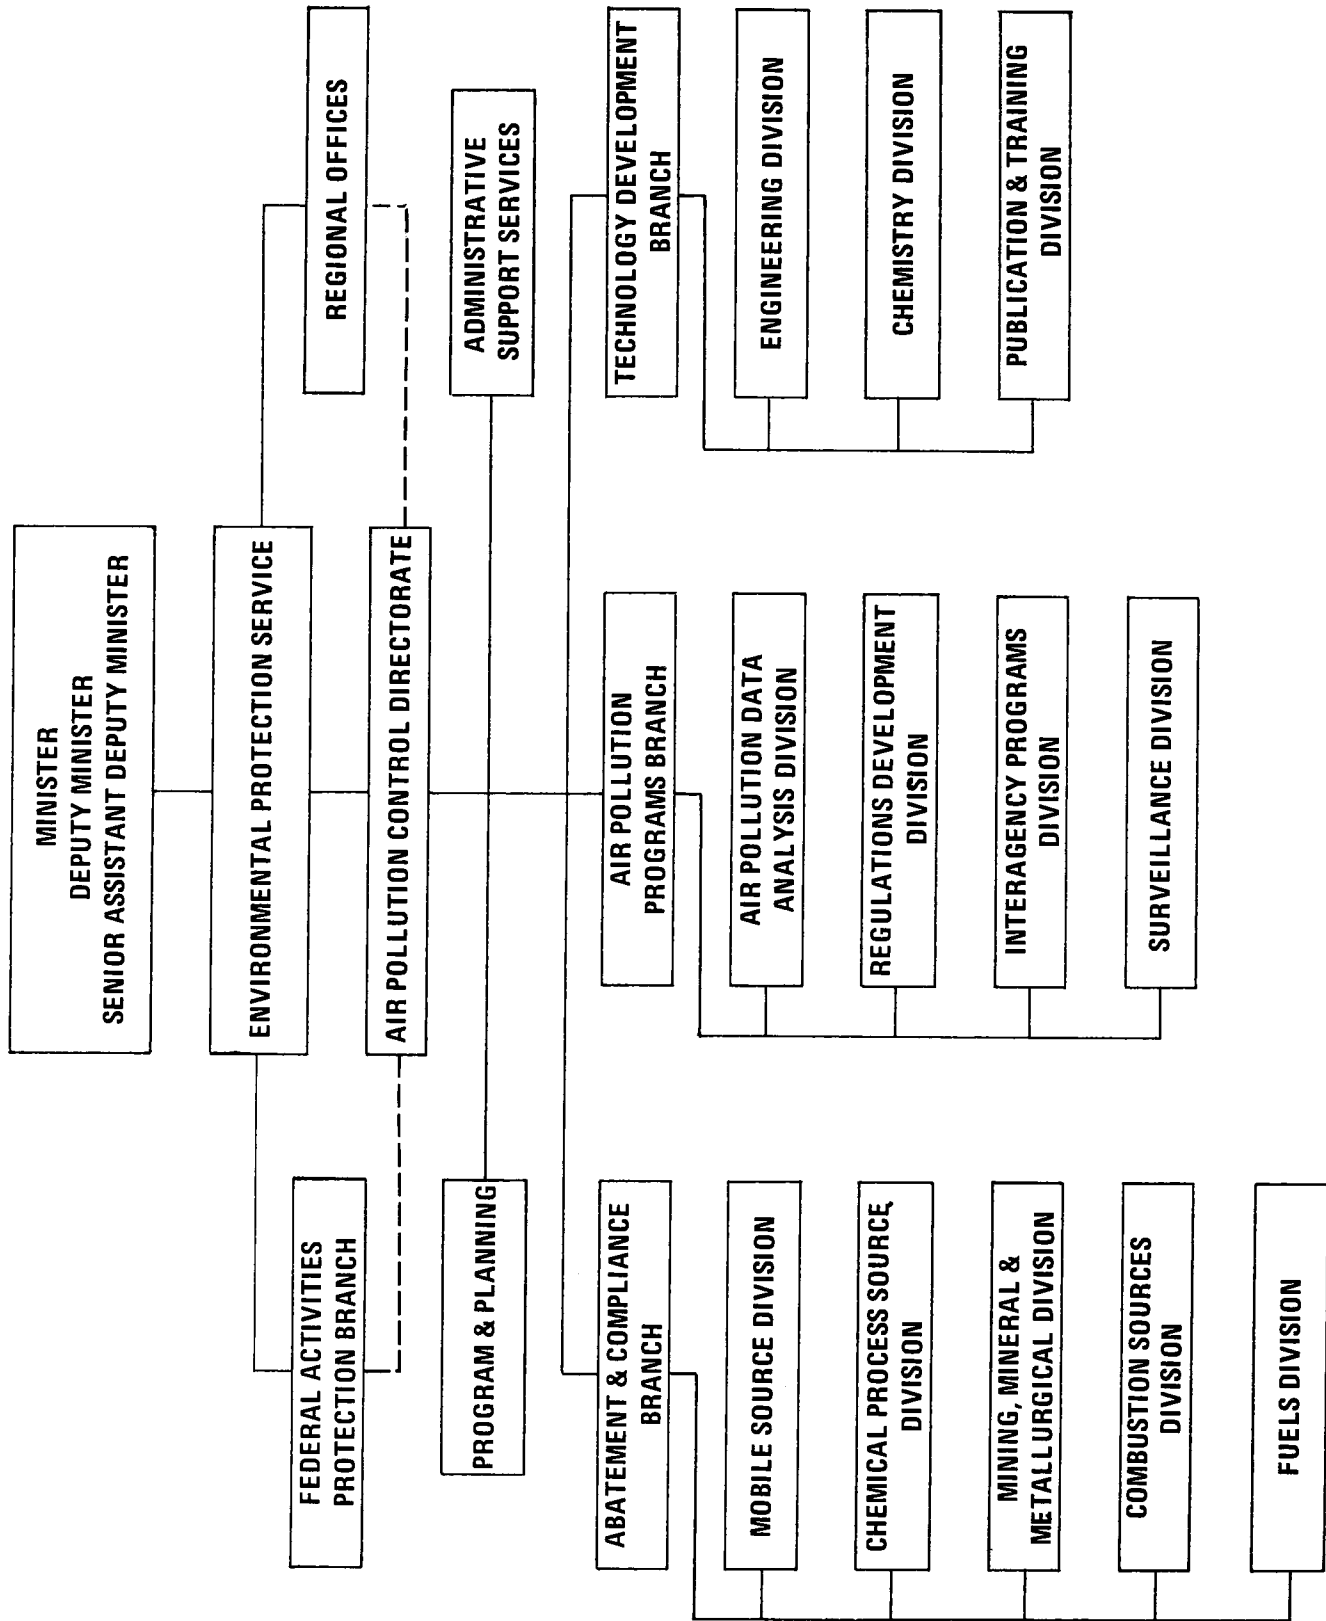 MINISTER
DEPUTY MINISTER
SENIOR ASSISTANT DEPUTY MINISTER
ENVIRONMENTAL PROTECTION SERVICE
FEDERAL ACTIVITIES
PROTECTION BRANCH
REGIONAL OFFICES
AIR POLLUTION CONTROL DIRECTORATE
PROGRAM & PLANNING
ADMINISTRATIVE
SUPPORT SERVICES
ABATEMENT & COMPLIANCE
BRANCH
MOBILE SOURCE DIVISION
CHEMICAL PROCESS SOURCE,
DIVISION
MINING, MINERAL &
METALLURGICAL DIVISION
COMBUSTION SOURCES
DIVISION
FUELS DIVISION
AIR POLLUTION
PROGRAMS BRANCH
AIR POLLUTION DATA
ANALYSIS DIVISION
REGULATIONS DEVELOPMENT
DIVISION
INTERAGENCY PROGRAMS
DIVISION
SURVEILLANCE DIVISION
TECHNOLOGY DEVELOPMENT
BRANCH
ENGINEERING DIVISION
CHEMISTRY DIVISION
PUBLICATION & TRAINING
DIVISION